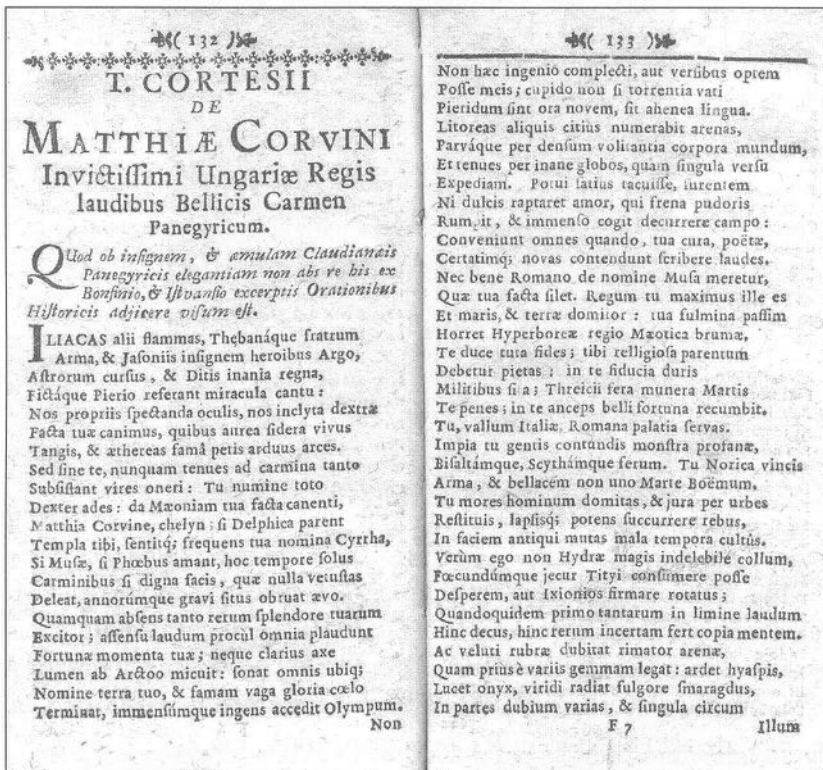 ( 132 )
T. CORTESII
DE
MATTHIÆ CORVINI
Invictiſſimi Ungariæ Regis
laudibus Bellicis Carmen
Panegyricum.
Quod ob inſignem, & æmulam Claudianæis
Panegyricis elegantiam non abs re his ex
Bonfinio, & Iſtvanfio excerptis Orationibus
Hiſtoricis adjicere viſum eſt.
ILIACAS alii flammas, Thebanáque fratrum
Arma, & Jaſoniis inſignem heroibus Argo,
Aſtrorum curſus, & Ditis inania regna,
Fictáque Pierio referant miracula cantu:
Nos propriis ſpectanda oculis, nos inclyta dextræ
Facta tuæ canimus, quibus aurea ſidera vivus
Tangis, & æthereas famâ petis arduus arces.
Sed ſine te, nunquam tenues ad carmina tanto
Subſiſtant vires oneri: Tu numine toto
Dexter ades: da Mæoniam tua facta canenti,
Matthia Corvine, chelyn; ſi Delphica parent
Templa tibi, ſentitq; frequens tua nomina Cyrrha,
Si Muſæ, ſi Phœbus amant, hoc tempore ſolus
Carminibus ſi digna facis, quæ nulla vetuſtas
Deleat, annorúmque gravi ſitus obruat ævo.
Quamquam abſens tanto rerum ſplendore tuarum
Excitor; aſſenſu laudum procùl omnia plaudunt
Fortunæ momenta tuæ; neque clarius axe
Lumen ab Arctoo micuit: ſonat omnis ubiq;
Nomine terra tuo, & famam vaga gloria cœlo
Terminat, immenſúmque ingens accedit Olympum.
Non
( 133 )
Non hæc ingenio complecti, aut verſibus optem
Poſſe meis; cupido non ſi torrentia vati
Pieridum ſint ora novem, ſit ahenea lingua.
Litoreas aliquis citius numerabit arenas,
Parváque per denſum volitantia corpora mundum,
Et tenues per inane globos, quàm ſingula verſu
Expediam. Potui ſatius tacuiſſe, furentem
Ni dulcis raptaret amor, qui frena pudoris
Rumpit, & immenſo cogit decurrere campo:
Conveniunt omnes quando, tua cura, poëtæ,
Certatimq; novas contendunt ſcribere laudes.
Nec bene Romano de nomine Muſa meretur,
Quæ tua facta ſilet. Regum tu maximus ille es
Et maris, & terræ domitor: tua fulmina paſſim
Horret Hyperboreæ regio Mæotica brumæ,
Te duce tuta fides; tibi relligioſa parentum
Debetur pietas: in te fiducia duris
Militibus ſi a; Threicii fera munera Martis
Te penes; in te anceps belli fortuna recumbit.
Tu, vallum Italiæ, Romana palatia ſervas.
Impia tu gentis contundis monſtra profanæ,
Biſaltámque, Scythámque ferum. Tu Norica vincis
Arma, & bellacem non uno Marte Boëmum.
Tu mores hominum domitas, & jura per urbes
Reſtituis, lapſisq; potens ſuccurrere rebus,
In faciem antiqui mutas mala tempora cultûs.
Verùm ego non Hydræ magis indelebile collum,
Fœcundúmque jecur Tityi conſumere poſſe
Deſperem, aut Ixionios firmare rotatus;
Quandoquidem primo tantarum in limine laudum
Hinc decus, hinc rerum incertam fert copia mentem.
Ac veluti rubræ dubitat rimator arenæ,
Quam prius è variis gemmam legat: ardet hyaſpis,
Lucet onyx, viridi radiat fulgore ſmaragdus,
In partes dubium varias, & ſingula circum
F 7 Illum